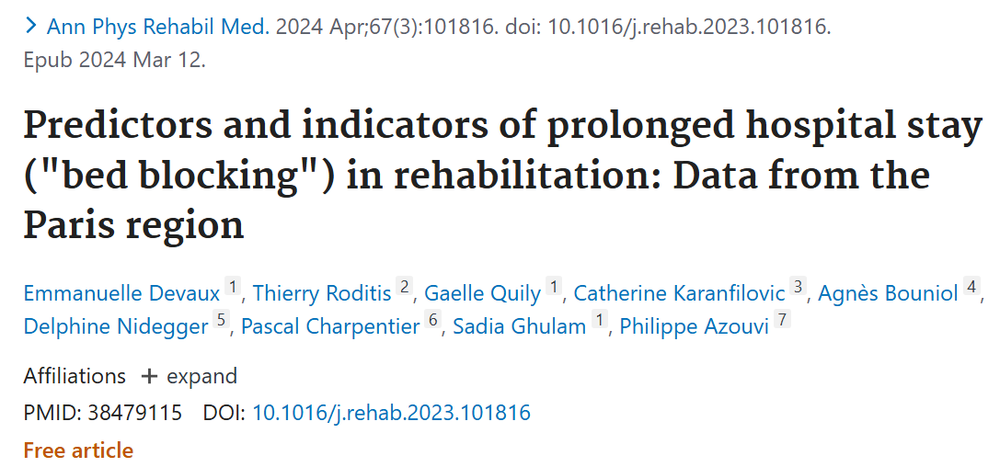 > Ann Phys Rehabil Med. 2024 Apr;67(3):101816. doi: 10.1016/j.rehab.2023.101816.
Epub 2024 Mar 12.
Predictors and indicators of prolonged hospital stay
("bed blocking") in rehabilitation: Data from the
Paris region
Emmanuelle Devaux 1, Thierry Roditis 2, Gaelle Quily 1, Catherine Karanfilovic 3, Agnès Bouniol 4,
Delphine Nidegger 5, Pascal Charpentier 6, Sadia Ghulam 1, Philippe Azouvi 7
Affiliations + expand
PMID: 38479115 DOI: 10.1016/j.rehab.2023.101816
Free article